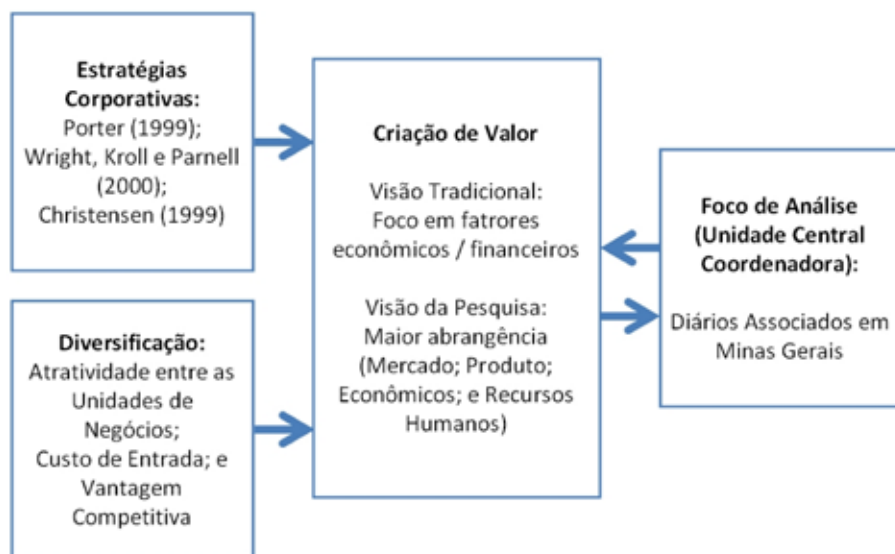 Estratégias
Corporativas:
Porter (1999);
Wright, Kroll e Parnell
(2000);
Christensen (1999)
Diversificação:
Atratividade entre as
Unidades de
Negócios;
Custo de Entrada; e
Vantagem
Competitiva
Criação de Valor
Visão Tradicional:
Foco em fatrores
econômicos / financeiros
Visão da Pesquisa:
Maior abrangência
(Mercado; Produto;
Econômicos; e Recursos
Humanos)
Foco de Análise
(Unidade Central
Coordenadora):
Diários Associados em
Minas Gerais